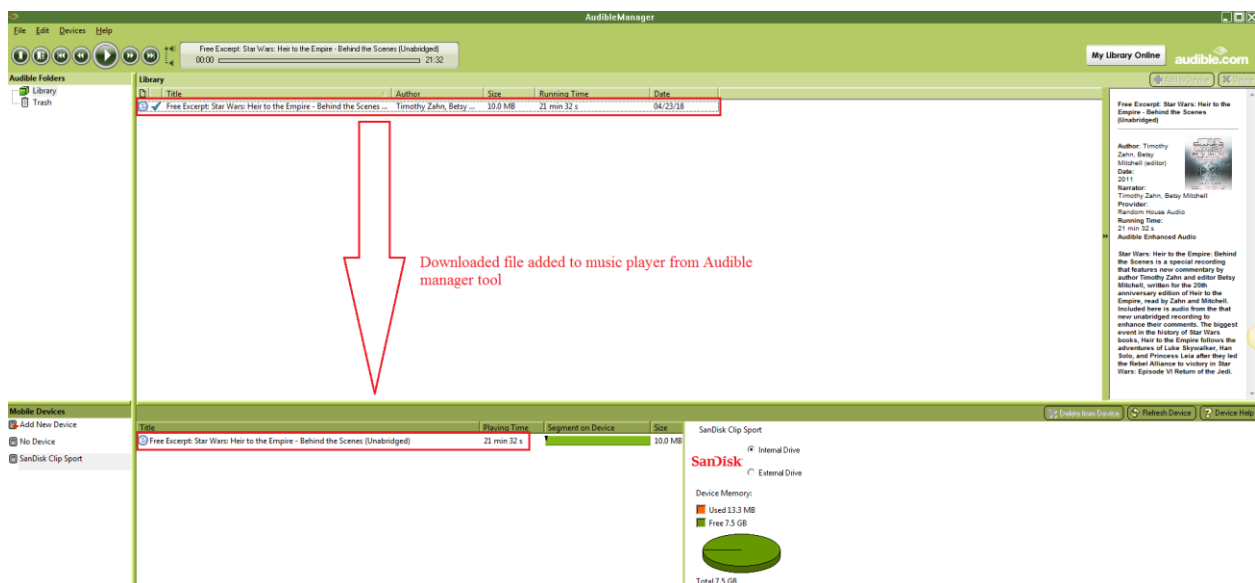 AudibleManager
File Edit Devices Help
Free Excerpt: Star Wars: Heir to the Empire - Behind the Scenes (Unabridged)
00:00 21:32
My Library Online
audible.com
Audible Folders
Library
Trash
Library
Add to Device
Delete
Title Author Size Running Time Date
Free Excerpt: Star Wars: Heir to the Empire - Behind the Scenes ... Timothy Zahn, Betsy ... 10.0 MB 21 min 32 s 04/23/18
Downloaded file added to music player from Audible
manager tool
Free Excerpt: Star Wars: Heir to the
Empire - Behind the Scenes
(Unabridged)
Author: Timothy
Zahn, Betsy
Mitchell (editor)
Date:
2011
Narrator:
Timothy Zahn, Betsy Mitchell
Provider:
Random House Audio
Running Time:
21 min 32 s
Audible Enhanced Audio
Star Wars: Heir to the Empire: Behind
the Scenes is a special recording
that features new commentary by
author Timothy Zahn and editor Betsy
Mitchell, written for the 20th
anniversary edition of Heir to the
Empire, read by Zahn and Mitchell.
Included here is audio from the that
new unabridged recording to
enhance their comments. The biggest
event in the history of Star Wars
books, Heir to the Empire follows the
adventures of Luke Skywalker, Han
Solo, and Princess Leia after they led
the Rebel Alliance to victory in Star
Wars: Episode VI Return of the Jedi.
Mobile Devices
Add New Device
No Device
SanDisk Clip Sport
Delete from Device
Refresh Device
Device Help
Title Playing Time Segment on Device Size
Free Excerpt: Star Wars: Heir to the Empire - Behind the Scenes (Unabridged) 21 min 32 s 10.0 MB
SanDisk Clip Sport
SanDisk
Internal Drive
External Drive
Device Memory:
Used 13.3 MB
Free 7.5 GB
Total 7.5 GB